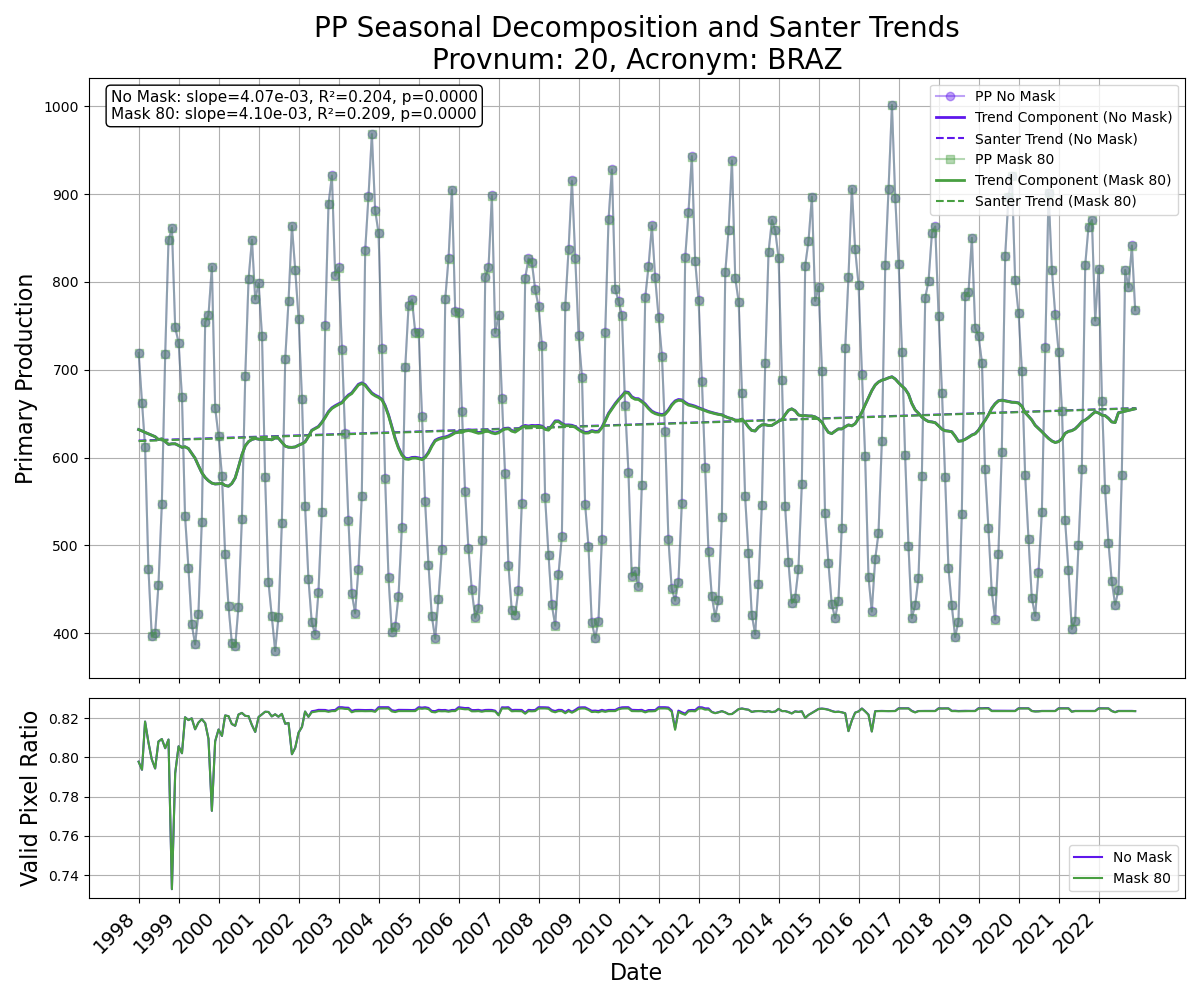 PP Seasonal Decomposition and Santer Trends
Provnum: 20, Acronym: BRAZ
No Mask: slope=4.07e-03, R²=0.204, p=0.0000
Mask 80: slope=4.10e-03, R²=0.209, p=0.0000
PP No Mask
Trend Component (No Mask)
Santer Trend (No Mask)
PP Mask 80
Trend Component (Mask 80)
Santer Trend (Mask 80)
Primary Production
1000
900
800
700
600
500
400
Valid Pixel Ratio
0.82
0.80
0.78
0.76
0.74
No Mask
Mask 80
1998
1999
2000
2001
2002
2003
2004
2005
2006
2007
2008
2009
2010
2011
2012
2013
2014
2015
2016
2017
2018
2019
2020
2021
2022
Date